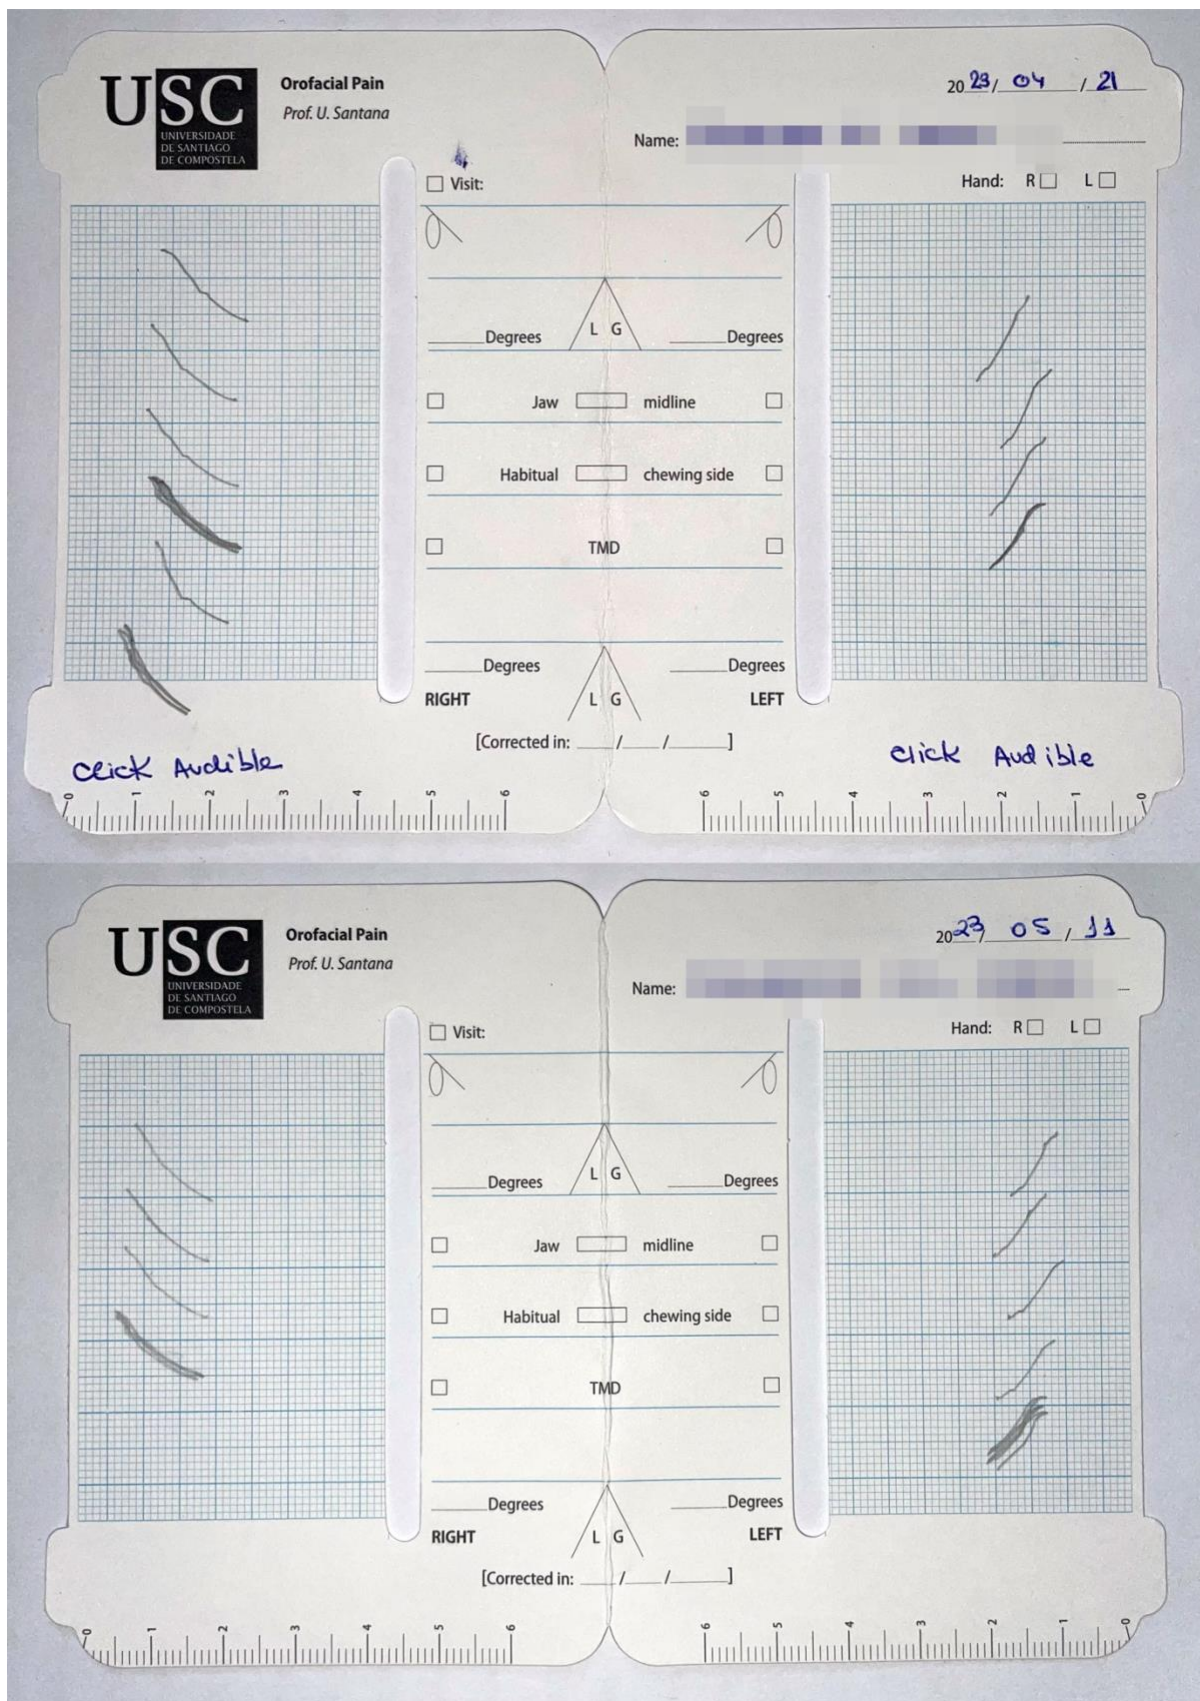 USC
UNIVERSIDADE
DE SANTIAGO
DE COMPOSTELA
Orofacial Pain
Prof. U. Santana
2023/ 04 / 21
Name:
Visit:
Hand: R L
L G
Degrees Degrees
Jaw midline
Habitual chewing side
TMD
Degrees Degrees
RIGHT L G LEFT
[Corrected in: / / ]
Click Audible
Click Audible
0 1 2 3 4 5 6
6 5 4 3 2 1 0
USC
UNIVERSIDADE
DE SANTIAGO
DE COMPOSTELA
Orofacial Pain
Prof. U. Santana
2023/ 05 / 11
Name:
Visit:
Hand: R L
L G
Degrees Degrees
Jaw midline
Habitual chewing side
TMD
Degrees Degrees
RIGHT L G LEFT
[Corrected in: / / ]
0 1 2 3 4 5 6
6 5 4 3 2 1 0